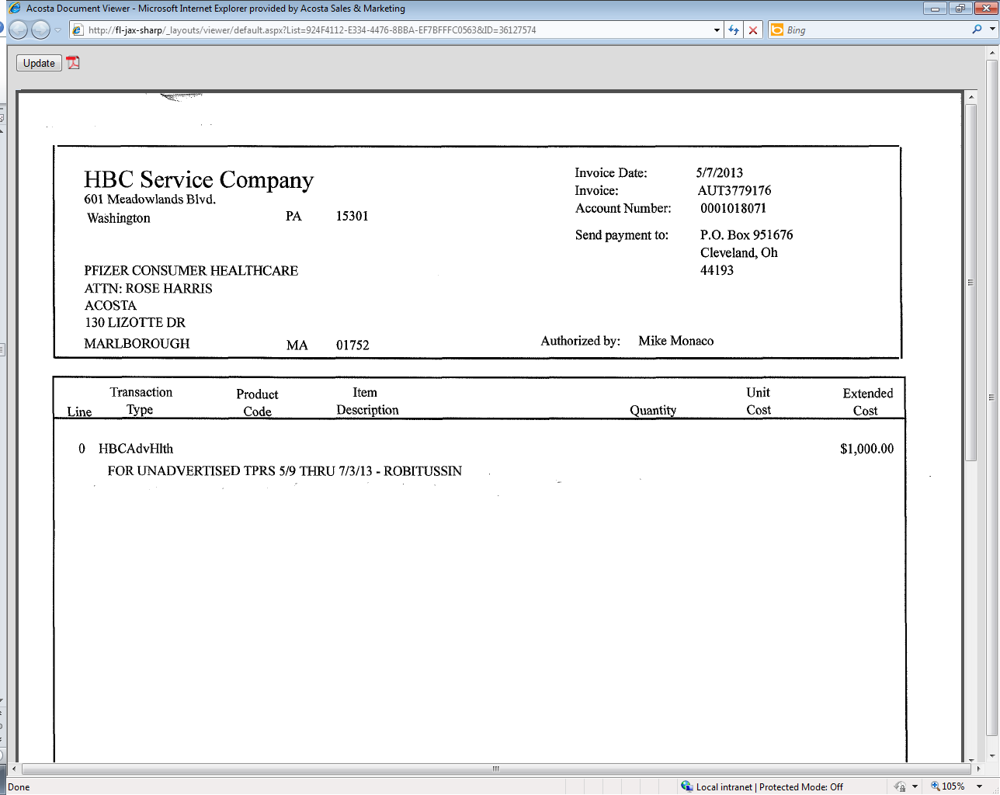 Acosta Document Viewer - Microsoft Internet Explorer provided by Acosta Sales & Marketing
http://fl-jax-sharp/_layouts/viewer/default.aspx?List=924F4112-E334-4476-8BBA-EF7BFFFC0563&ID=36127574
Bing
Update
HBC Service Company
601 Meadowlands Blvd.
Washington PA 15301
Invoice Date: 5/7/2013
Invoice: AUT3779176
Account Number: 0001018071
Send payment to: P.O. Box 951676
Cleveland, Oh
44193
PFIZER CONSUMER HEALTHCARE
ATTN: ROSE HARRIS
ACOSTA
130 LIZOTTE DR
MARLBOROUGH MA 01752
Authorized by: Mike Monaco
Line Transaction Type Product Code Item Description Quantity Unit Cost Extended Cost
0 HBCAdvHlth $1,000.00
FOR UNADVERTISED TPRS 5/9 THRU 7/3/13 - ROBITUSSIN
Done
Local intranet | Protected Mode: Off
105%